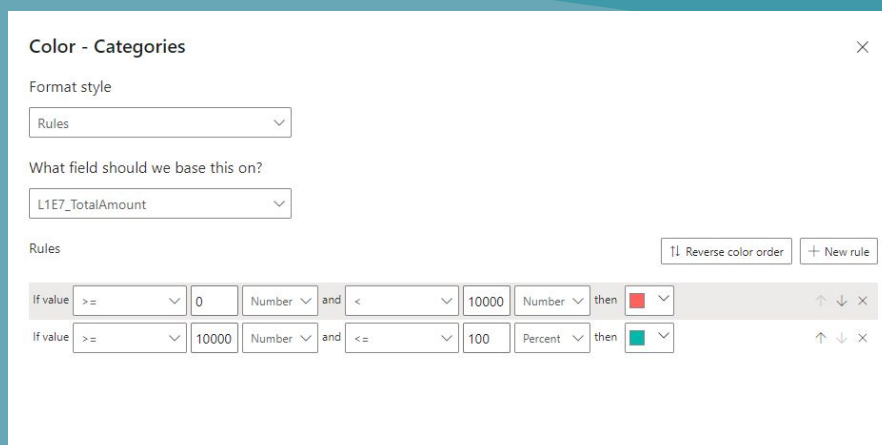 Color - Categories
Format style
Rules
What field should we base this on?
L1E7_TotalAmount
Rules
Reverse color order
New rule
If value >= 0 Number and < 10000 Number then
If value >= 10000 Number and <= 100 Percent then